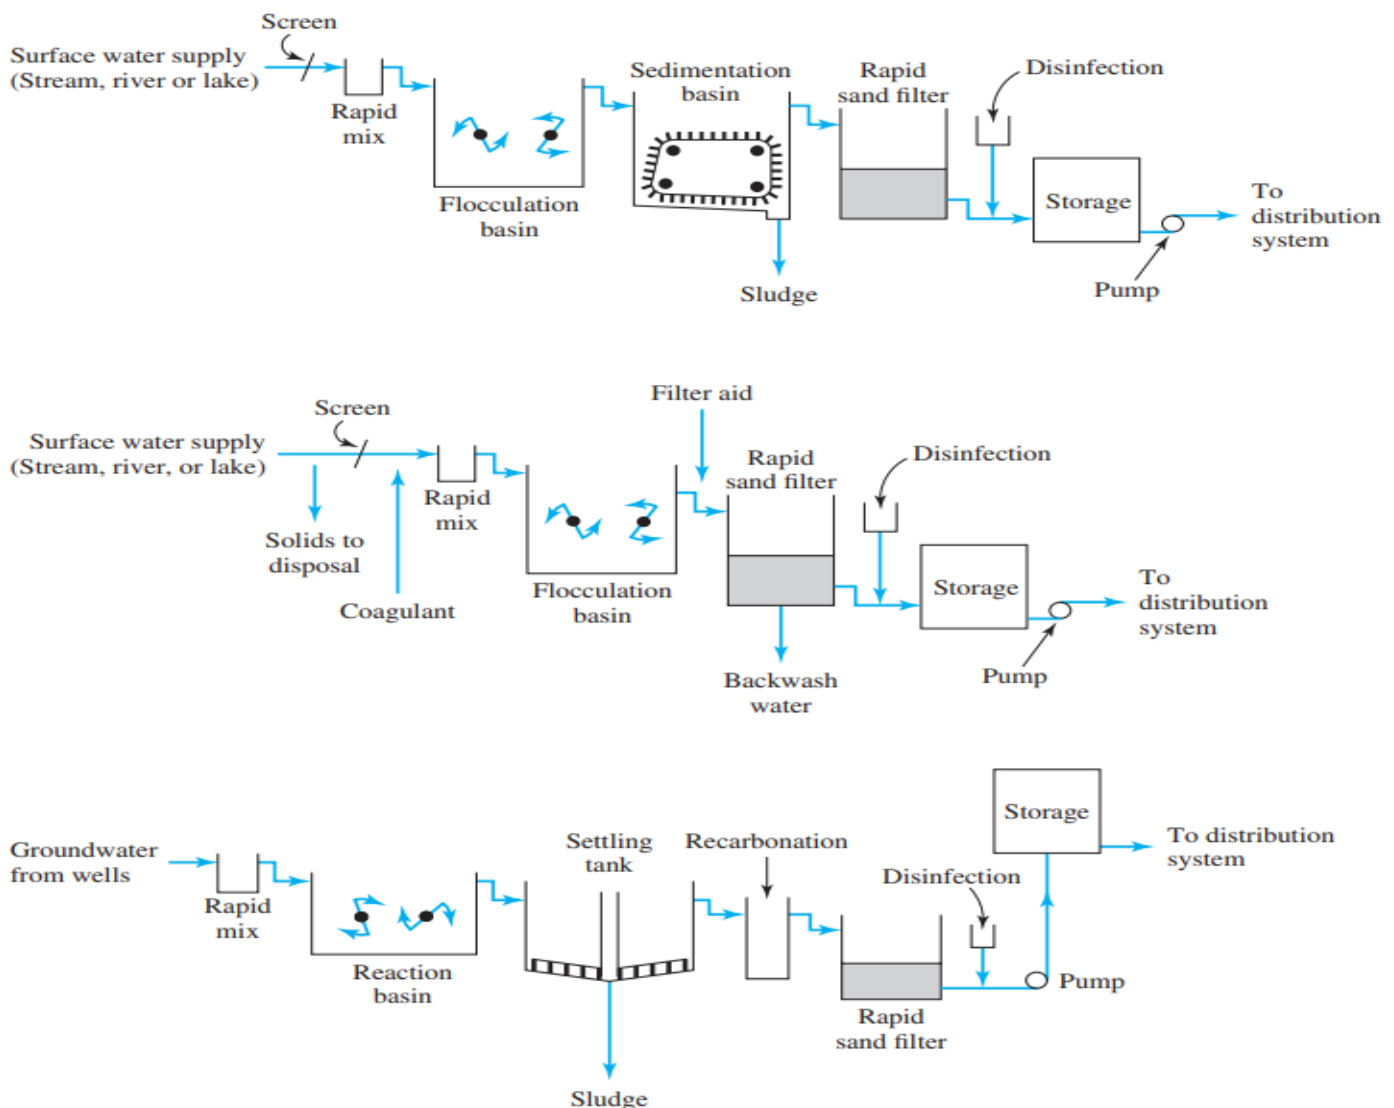 Screen
Surface water supply
(Stream, river or lake)
Rapid
mix
Flocculation
basin
Sedimentation
basin
Sludge
Rapid
sand filter
Disinfection
Storage
Pump
To
distribution
system
Screen
Surface water supply
(Stream, river, or lake)
Solids to
disposal
Coagulant
Rapid
mix
Flocculation
basin
Filter aid
Rapid
sand filter
Backwash
water
Disinfection
Storage
Pump
To
distribution
system
Groundwater
from wells
Rapid
mix
Reaction
basin
Settling
tank
Sludge
Recarbonation
Rapid
sand filter
Disinfection
Pump
Storage
To distribution
system